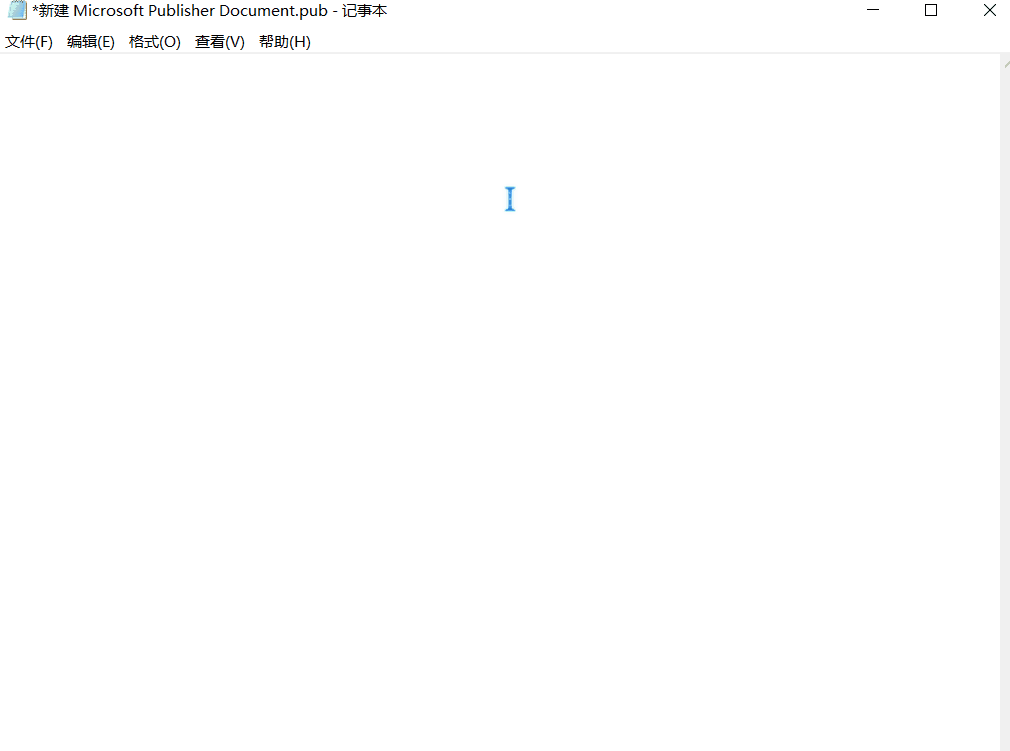 *新建 Microsoft Publisher Document.pub - 记事本
文件(F) 编辑(E) 格式(O) 查看(V) 帮助(H)